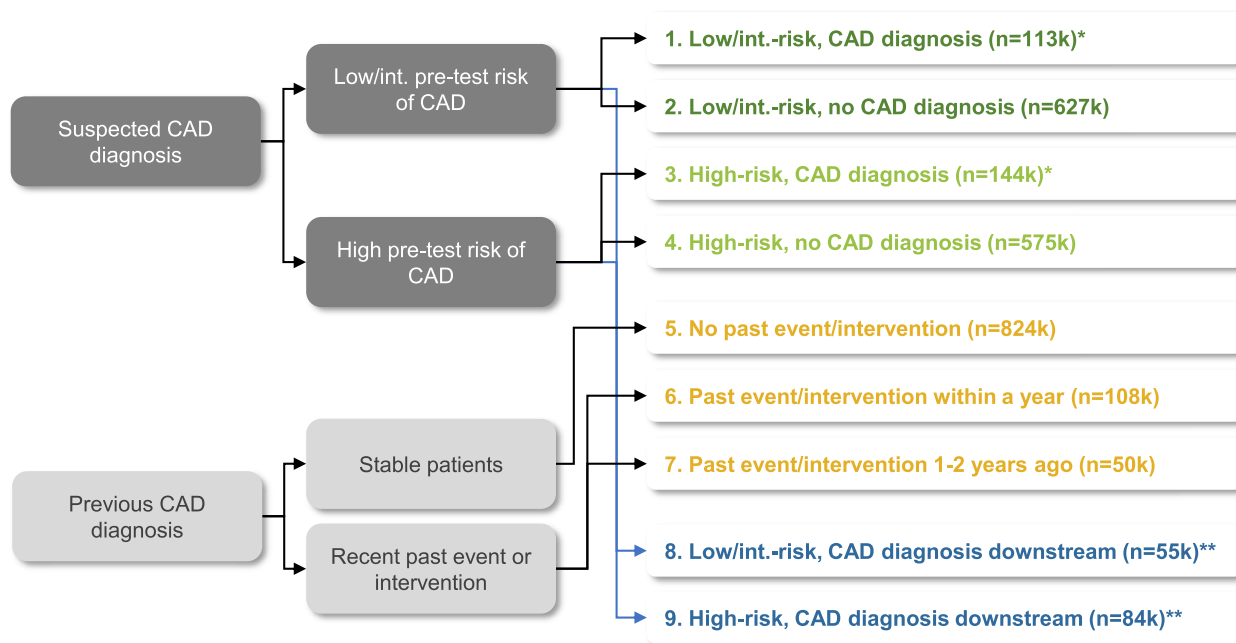 Suspected CAD
diagnosis
Low/int. pre-test risk
of CAD
High pre-test risk of
CAD
1. Low/int.-risk, CAD diagnosis (n=113k)*
2. Low/int.-risk, no CAD diagnosis (n=627k)
3. High-risk, CAD diagnosis (n=144k)*
4. High-risk, no CAD diagnosis (n=575k)
Previous CAD
diagnosis
Stable patients
Recent past event or
intervention
5. No past event/intervention (n=824k)
6. Past event/intervention within a year (n=108k)
7. Past event/intervention 1-2 years ago (n=50k)
8. Low/int.-risk, CAD diagnosis downstream (n=55k)**
9. High-risk, CAD diagnosis downstream (n=84k)**